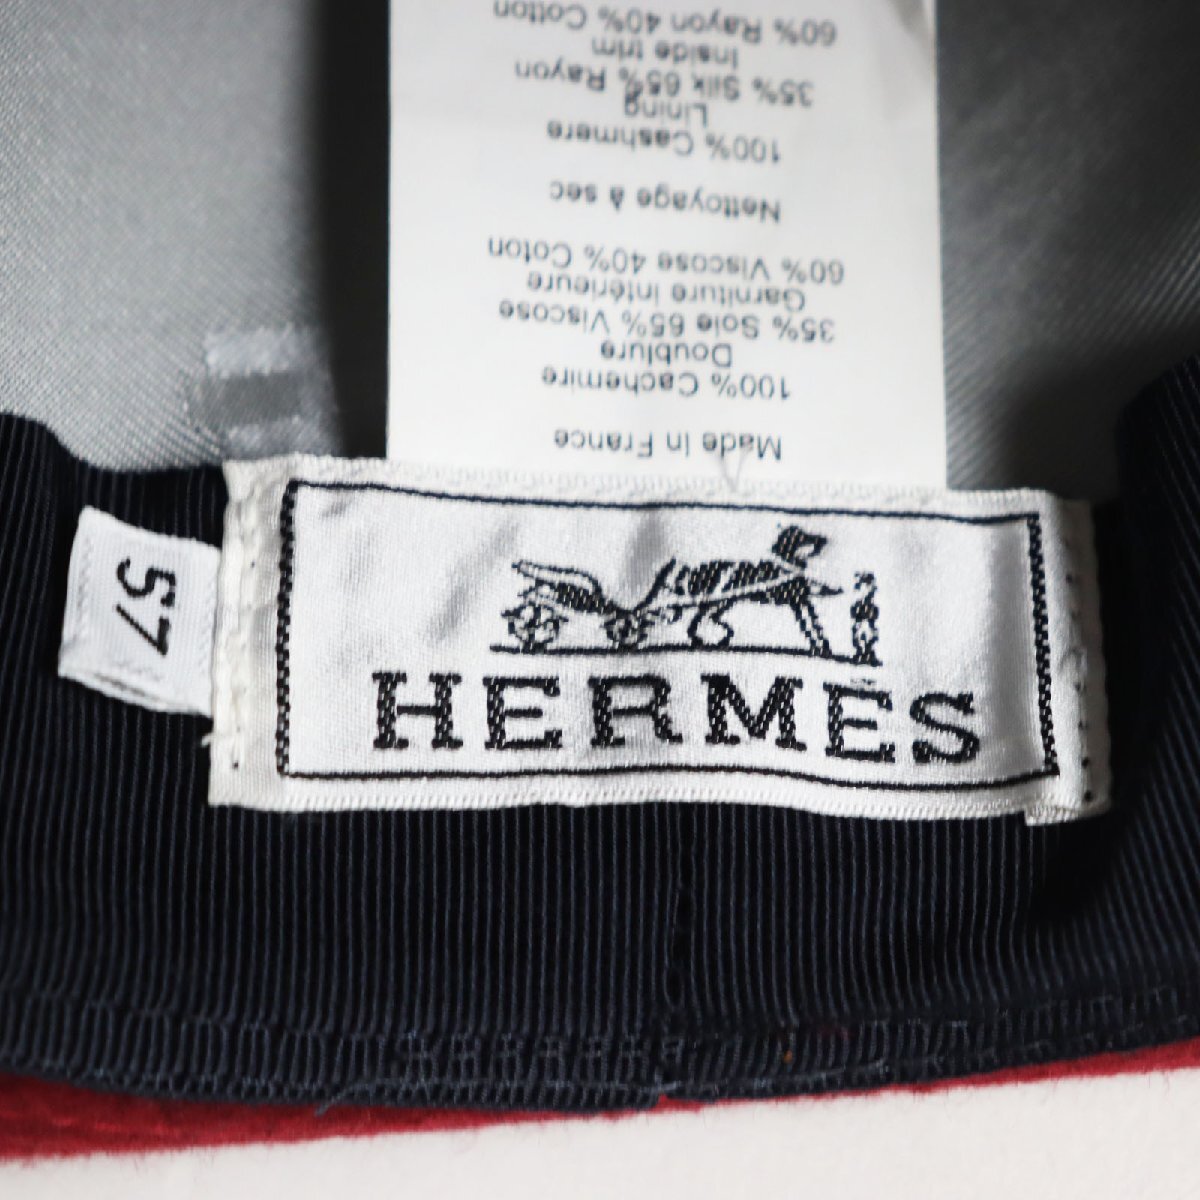 Made in France
100% Cachemire
Doublure
35% Soie 65% Viscose
Garniture intérieure
60% Viscose 40% Coton
Nettoyage à sec
100% Cashmere
Lining
35% Silk 65% Rayon
Inside trim
60% Rayon 40% Cotton
57
HERMÈS